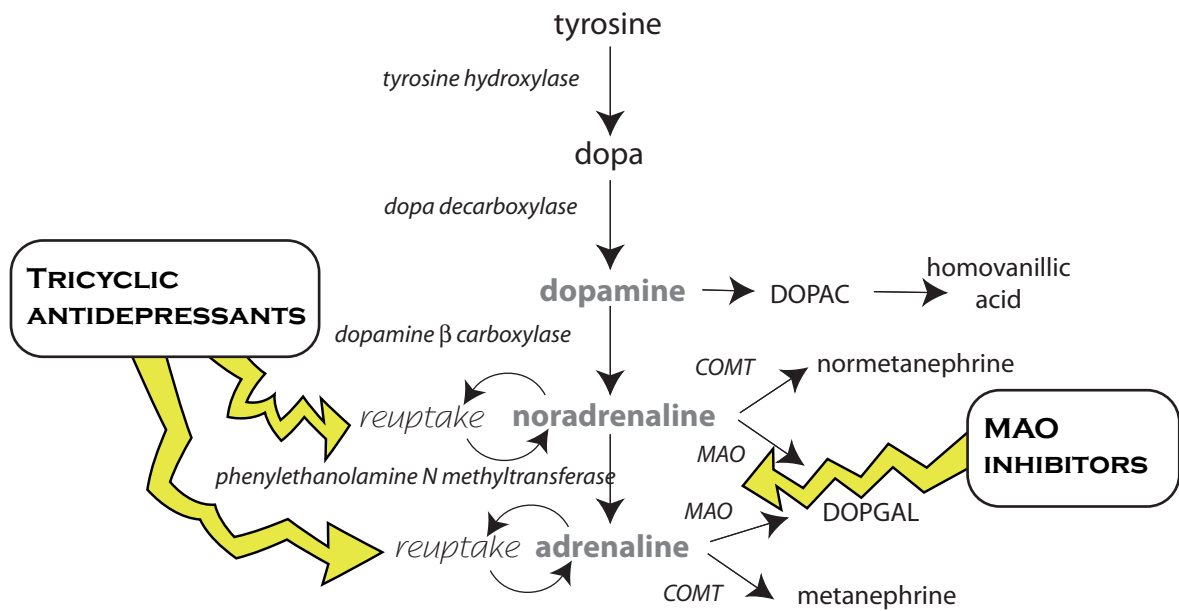 tyrosine
tyrosine hydroxylase
dopa
dopa decarboxylase
TRICYCLIC
ANTIDEPRESSANTS
dopamine
DOPAC
homovanillic
acid
dopamine β carboxylase
COMT
normetanephrine
reuptake
noradrenaline
MAO
MAO
INHIBITORS
phenylethanolamine N methyltransferase
MAO
DOPGAL
reuptake
adrenaline
COMT
metanephrine